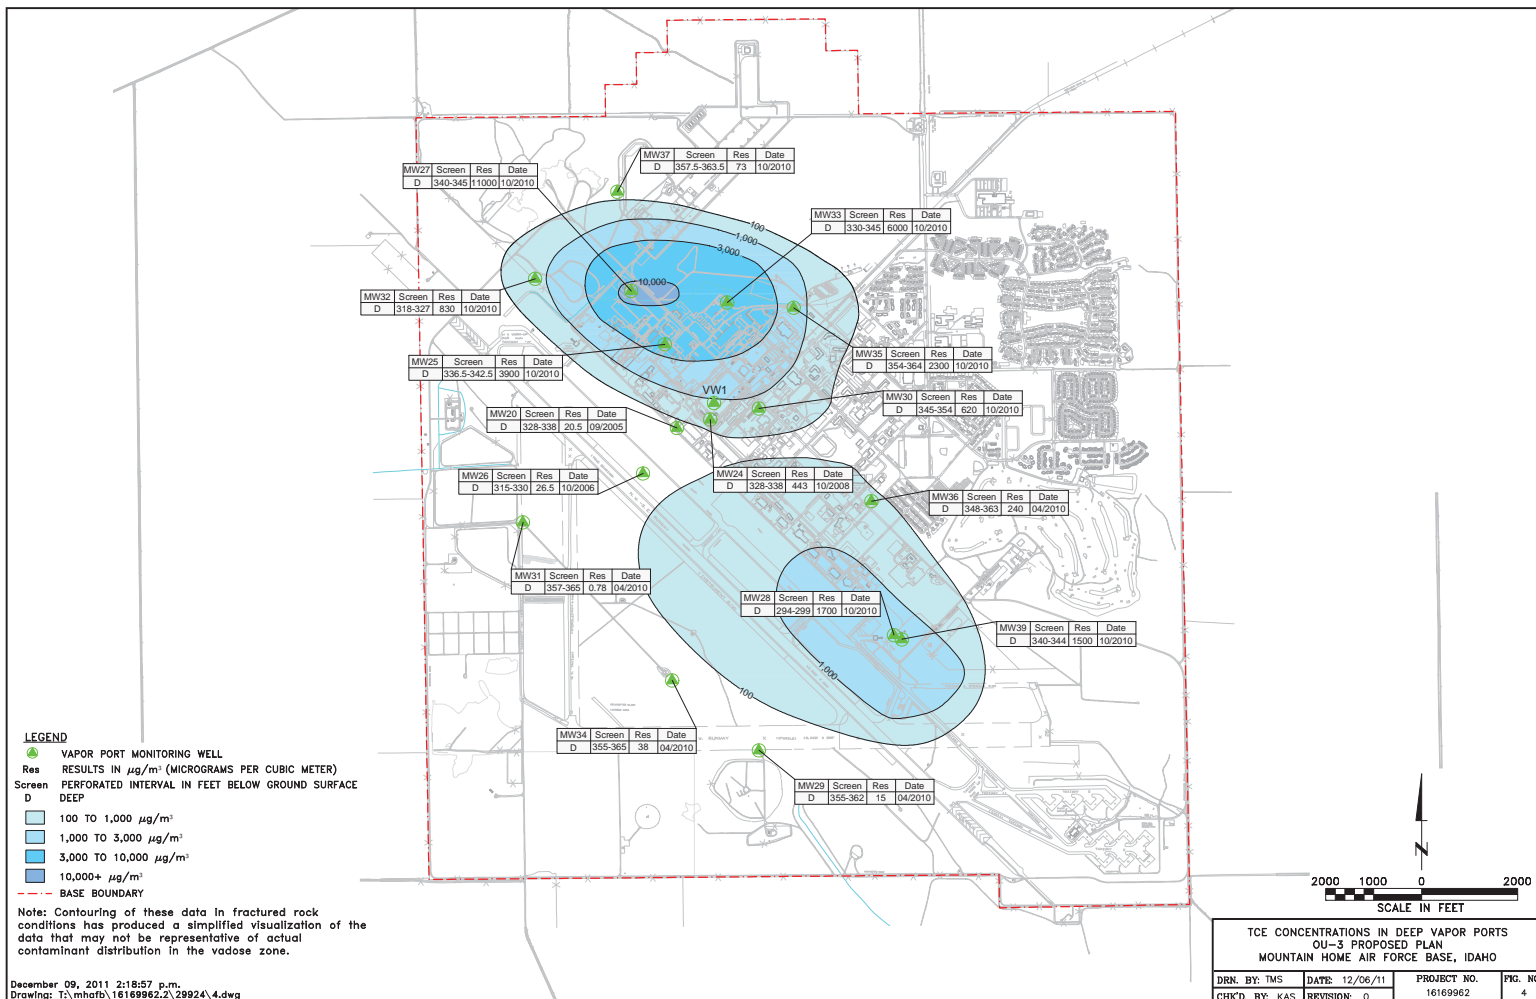 MW37 Screen Res Date
D 357.5-363.5 73 10/2010
MW27 Screen Res Date
D 340-345 11000 10/2010
MW33 Screen Res Date
D 330-345 6000 10/2010
100
1,000
3,000
10,000
MW32 Screen Res Date
D 318-327 830 10/2010
MW25 Screen Res Date
D 336.5-342.5 3900 10/2010
MW35 Screen Res Date
D 354-364 2300 10/2010
VW1
MW30 Screen Res Date
D 345-354 620 10/2010
MW20 Screen Res Date
D 328-338 20.5 09/2005
MW26 Screen Res Date
D 315-330 26.5 10/2006
MW24 Screen Res Date
D 328-338 443 10/2008
MW36 Screen Res Date
D 348-363 240 04/2010
MW31 Screen Res Date
D 357-365 0.78 04/2010
MW28 Screen Res Date
D 294-299 1700 10/2010
MW39 Screen Res Date
D 340-344 1500 10/2010
1,000
100
MW34 Screen Res Date
D 355-365 38 04/2010
MW29 Screen Res Date
D 355-362 15 04/2010
LEGEND
VAPOR PORT MONITORING WELL
Res RESULTS IN µg/m³ (MICROGRAMS PER CUBIC METER)
Screen PERFORATED INTERVAL IN FEET BELOW GROUND SURFACE
D DEEP
100 TO 1,000 µg/m³
1,000 TO 3,000 µg/m³
3,000 TO 10,000 µg/m³
10,000+ µg/m³
BASE BOUNDARY
Note: Contouring of these data in fractured rock
conditions has produced a simplified visualization of the
data that may not be representative of actual
contaminant distribution in the vadose zone.
December 09, 2011 2:18:57 p.m.
Drawing: T:\mhafb\16169962.2\29924\4.dwg
N
2000 1000 0 2000
SCALE IN FEET
TCE CONCENTRATIONS IN DEEP VAPOR PORTS
OU-3 PROPOSED PLAN
MOUNTAIN HOME AIR FORCE BASE, IDAHO
DRN. BY: TMS DATE: 12/06/11 PROJECT NO. FIG. NO
CHK'D. BY: KAS REVISION: 0 16169962 4